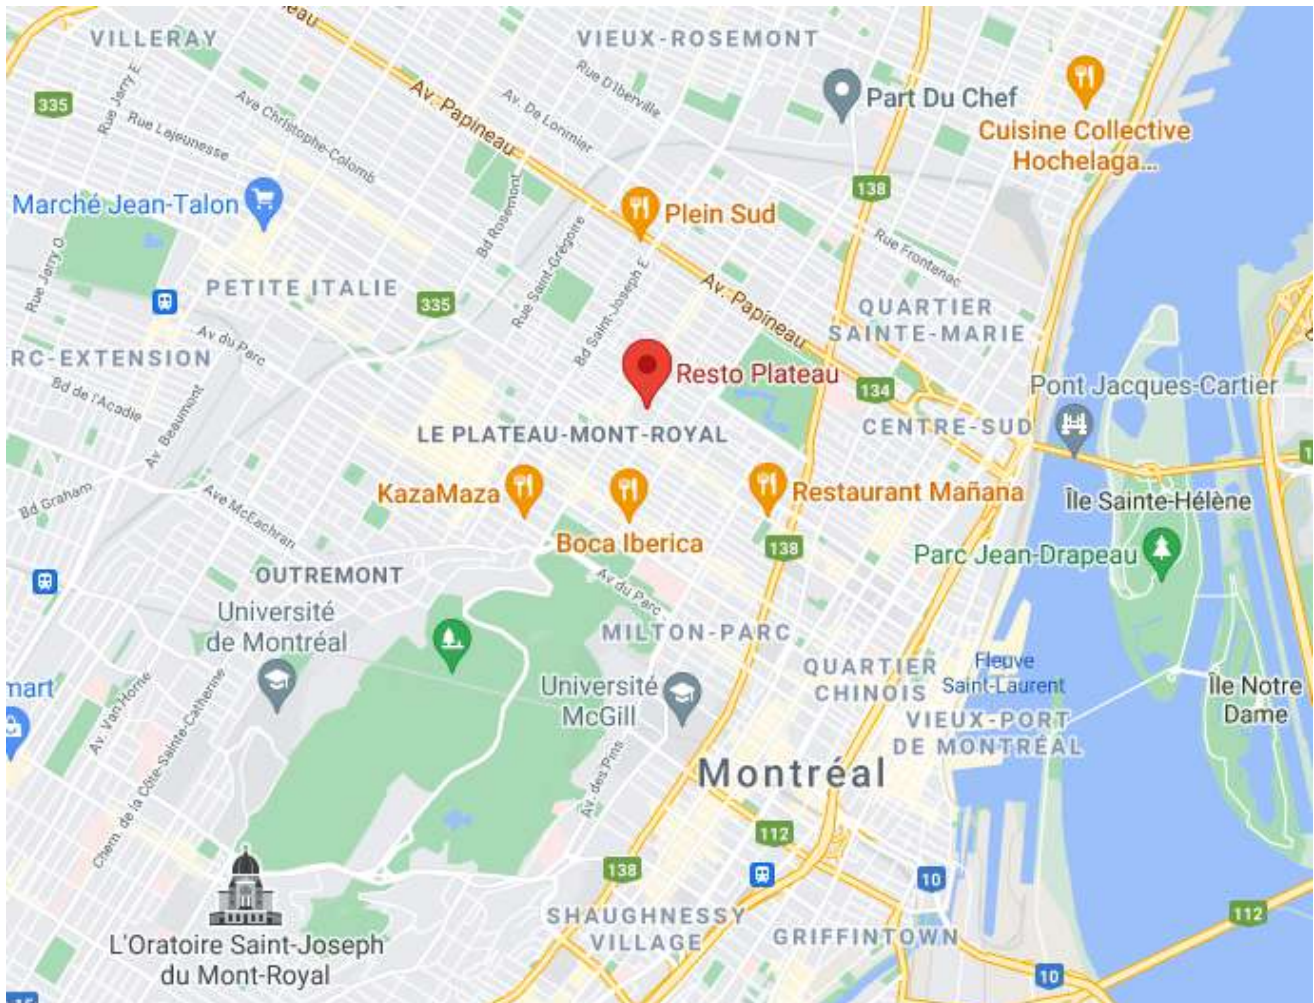 Papineau
VILLERAY
VIEUX-ROSEMONT
Rue D'Iberville
Rue Jarry E.
335
Ave Christophe-Colomb
Av. Papineau
Av. De Lorimier
Part Du Chef
Cuisine Collective
Hochelaga...
Rue Lajeunesse
138
Marché Jean-Talon
Bd Rosemont
Plein Sud
Rue Saint-Grégoire
Rue Frontenac
Rue Jarry O.
PETITE ITALIE
335
Bd Saint-Joseph E
Av. Papineau
QUARTIER
SAINTE-MARIE
Av du Parc
RC-EXTENSION
Bd de l'Acadie
Av. Beaumont
Resto Plateau
134
Pont Jacques-Cartier
LE PLATEAU-MONT-ROYAL
CENTRE-SUD
1
Bd Graham
Ave McEachran
KazaMaza
Boca Iberica
Restaurant Mañana
Île Sainte-Hélène
138
Parc Jean-Drapeau
OUTREMONT
Av du Parc
Université
de Montréal
MILTON-PARC
Université
McGill
QUARTIER
CHINOIS
Fleuve
Saint-Laurent
Île Notre
Dame
mart
Av. Van Horne
Chem. de la Côte-Sainte-Catherine
VIEUX-PORT
DE MONTRÉAL
Montréal
Av. des Pins
112
138
10
112
SHAUGHNESSY
VILLAGE
GRIFFINTOWN
L'Oratoire Saint-Joseph
du Mont-Royal
10
15